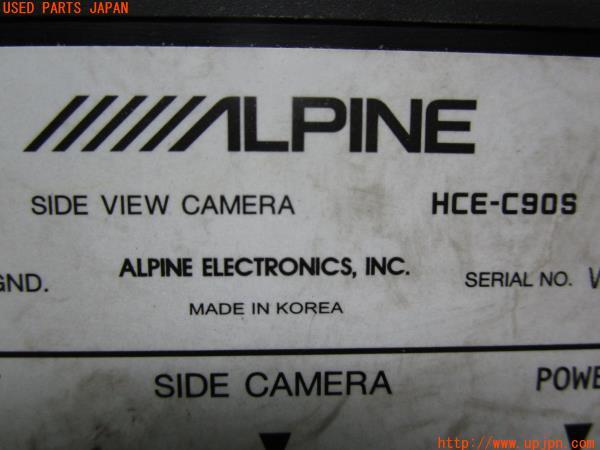 USED PARTS JAPAN
ALPINE
SIDE VIEW CAMERA HCE-C90S
ALPINE ELECTRONICS, INC.
GND. SERIAL NO.
MADE IN KOREA
SIDE CAMERA
http://www.upjpn.com/